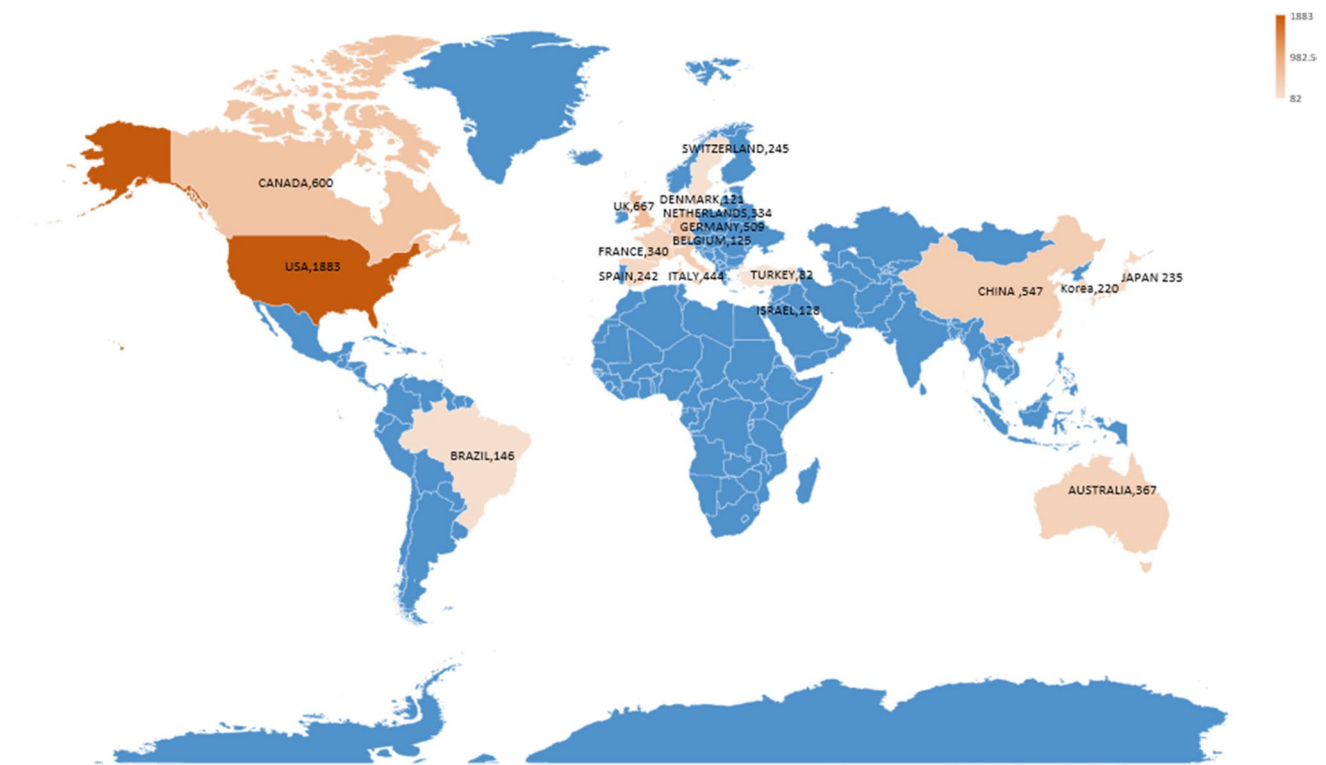 1883
982.5
82
SWITZERLAND,245
CANADA,600
DENMARK,121
UK,667
NETHERLANDS,334
GERMANY,509
BELGIUM,125
FRANCE,340
USA,1883
SPAIN,242
ITALY,444
TURKEY,82
JAPAN 235
Korea,220
CHINA ,547
ISRAEL,128
BRAZIL,146
AUSTRALIA,367